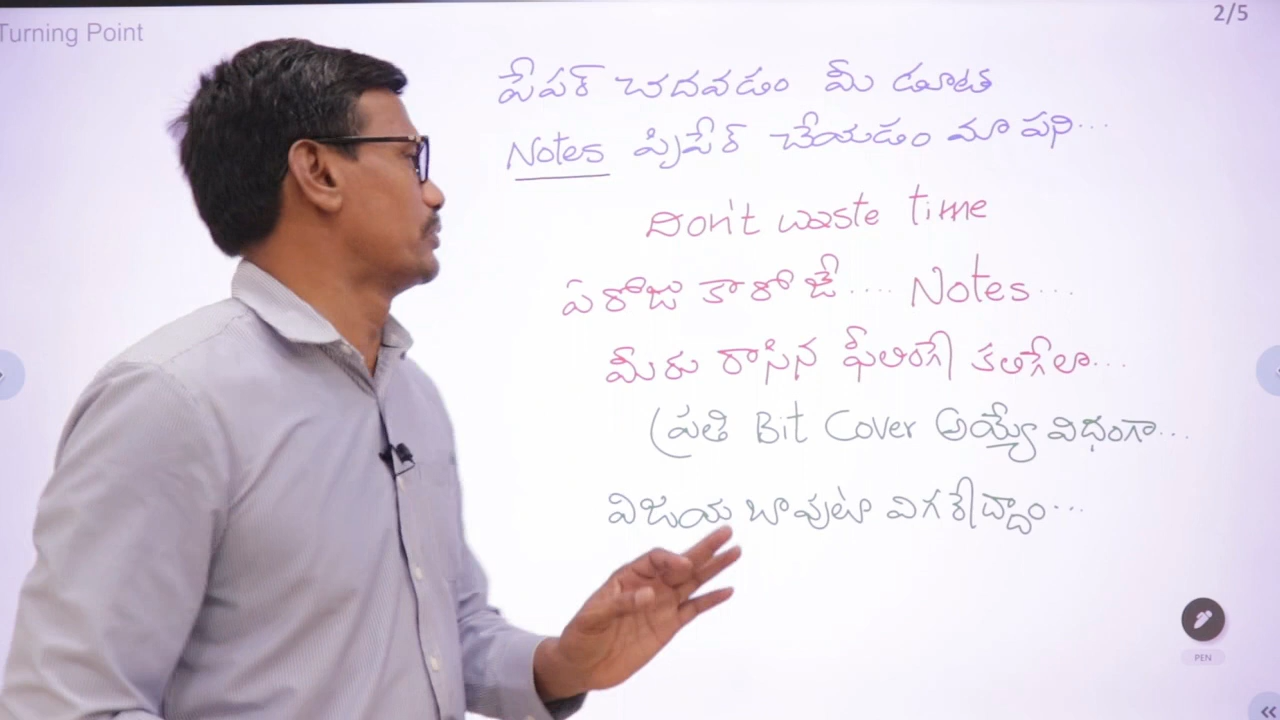 Turning Point
2/5
పేపర్ చదవడం మీ డ్యూటీ
Notes ప్రిపేర్ చేయడం మా పని...
Don't waste time
ఏరోజు కారోజే.... Notes...
మీరు రాసిన ఫీలింగ్ కలిగేలా...
ప్రతి Bit Cover అయ్యే విధంగా...
విజయ బావుటా ఎగరేద్దాం...
PEN